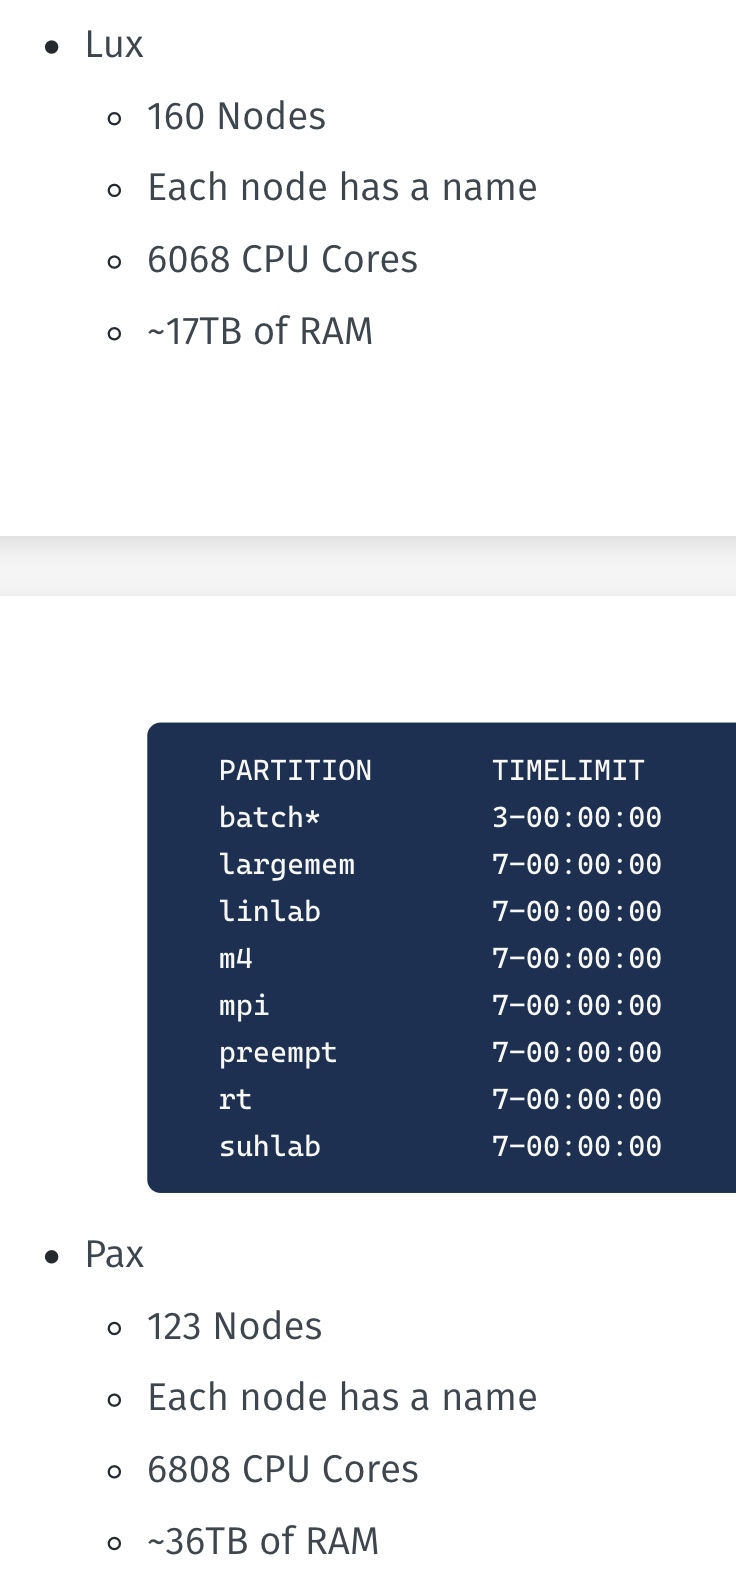 • Lux
◦ 160 Nodes
◦ Each node has a name
◦ 6068 CPU Cores
◦ ~17TB of RAM
PARTITION TIMELIMIT
batch* 3-00:00:00
largemem 7-00:00:00
linlab 7-00:00:00
m4 7-00:00:00
mpi 7-00:00:00
preempt 7-00:00:00
rt 7-00:00:00
suhlab 7-00:00:00
• Pax
◦ 123 Nodes
◦ Each node has a name
◦ 6808 CPU Cores
◦ ~36TB of RAM